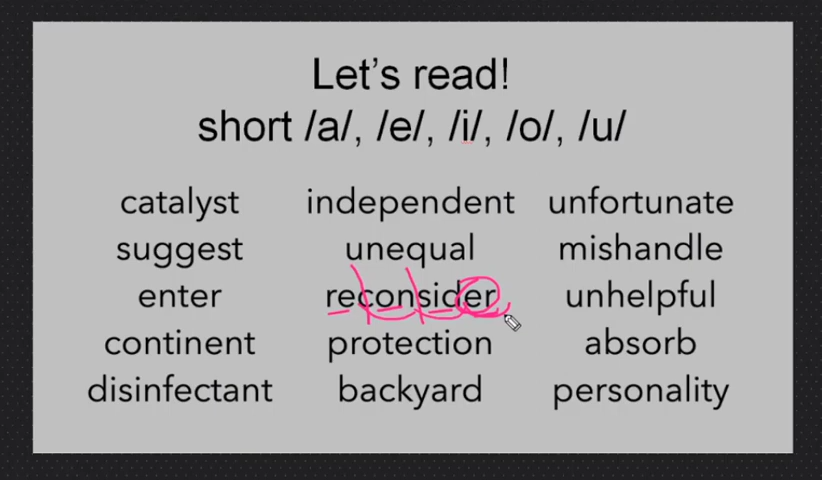 Let's read!
short /a/, /e/, /i/, /o/, /u/
catalyst independent unfortunate
suggest unequal mishandle
enter reconsider unhelpful
continent protection absorb
disinfectant backyard personality